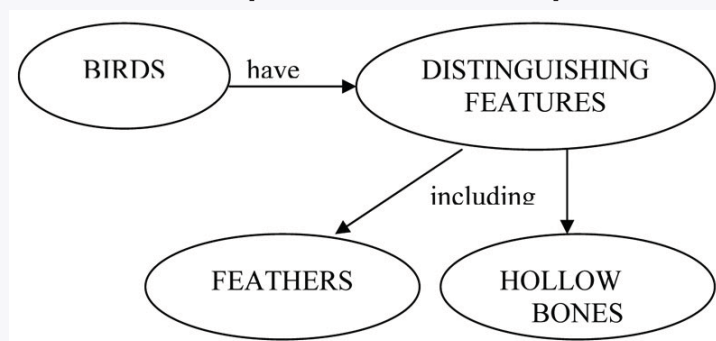 BIRDS
have
DISTINGUISHING
FEATURES
including
FEATHERS
HOLLOW
BONES